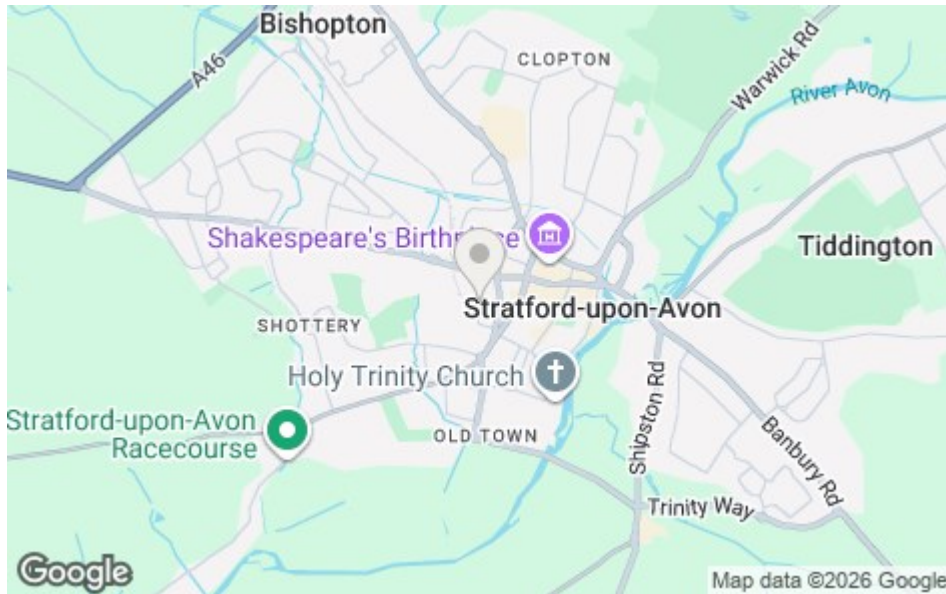 Bishopton
A46
CLOPTON
Warwick Rd
River Avon
Shakespeare's Birthplace
Tiddington
Stratford-upon-Avon
SHOTTERY
Holy Trinity Church
Stratford-upon-Avon
Racecourse
OLD TOWN
Shipston Rd
Banbury Rd
Trinity Way
Google
Map data ©2026 Google